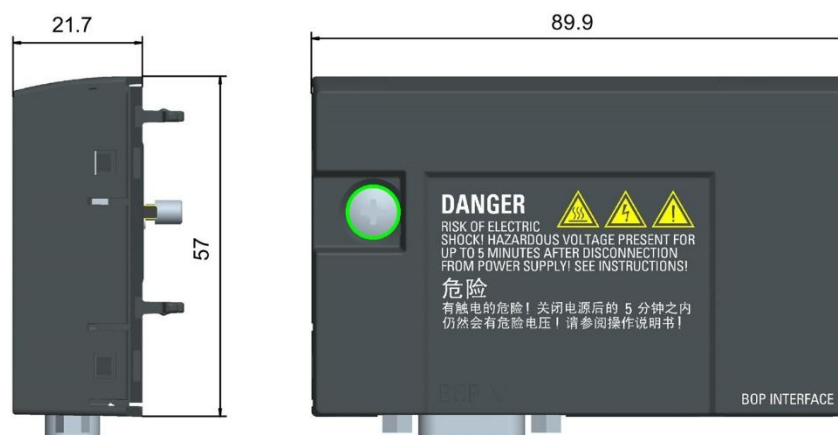 21.7
89.9
57
DANGER
RISK OF ELECTRIC
SHOCK! HAZARDOUS VOLTAGE PRESENT FOR
UP TO 5 MINUTES AFTER DISCONNECTION
FROM POWER SUPPLY! SEE INSTRUCTIONS!
危险
有触电的危险！关闭电源后的 5 分钟之内
仍然会有危险电压！请参阅操作说明书！
BOP
BOP INTERFACE